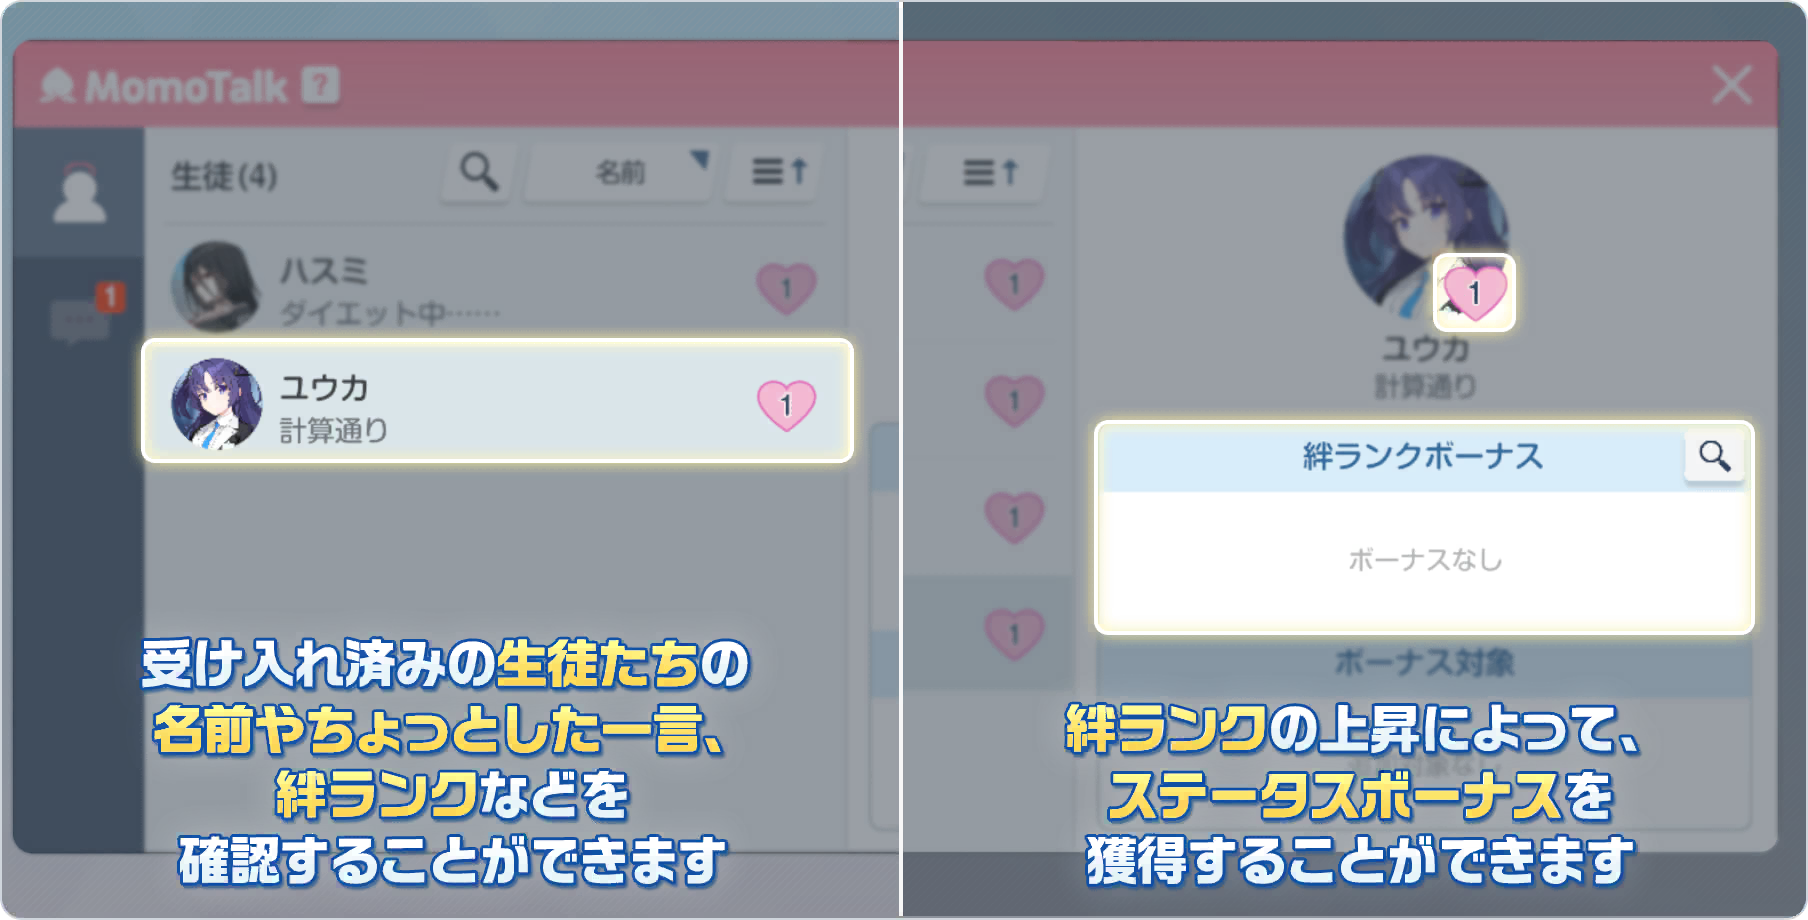 MomoTalk ?
生徒(4)
名前
ハスミ
ダイエット中……
1
1
ユウカ
計算通り
1
受け入れ済みの生徒たちの
名前やちょっとした一言、
絆ランクなどを
確認することができます
1
1
1
1
1
ユウカ
計算通り
絆ランクボーナス
ボーナスなし
ボーナス対象
絆ランクの上昇によって、
ステータスボーナスを
獲得することができます